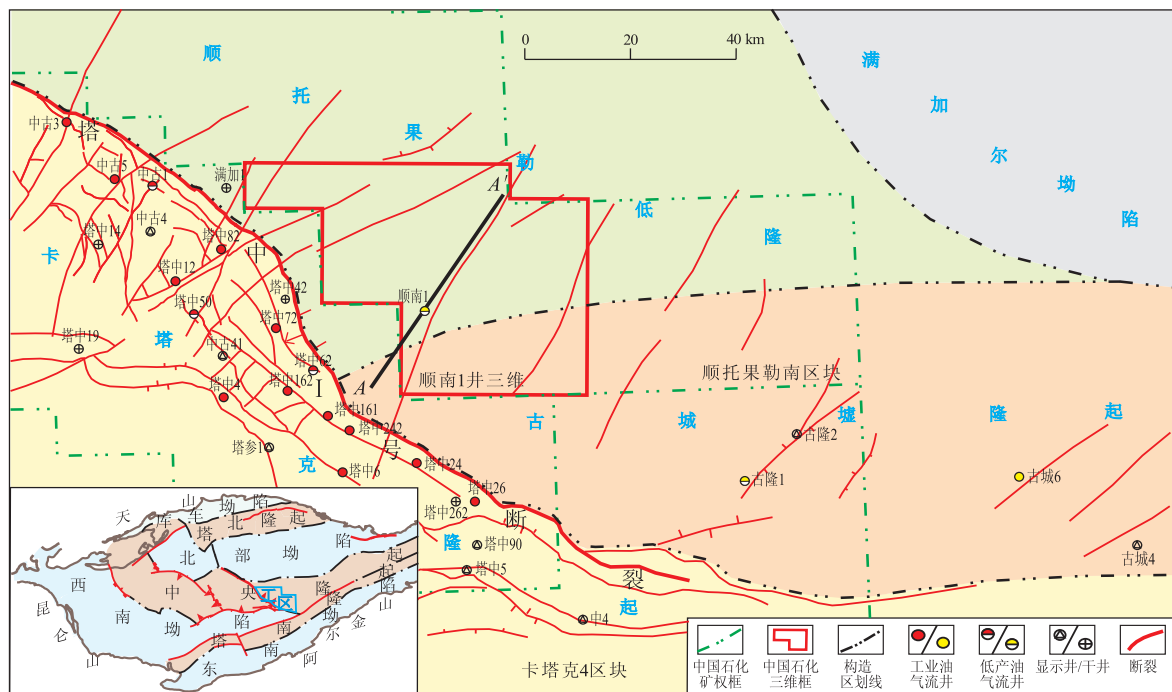 0 20 40 km
顺托果勒低隆
满加尔坳陷
塔中I号断裂
卡塔克隆起
古城墟隆起
顺托果勒南区块
顺南1井三维
卡塔克4区块
A
A′
中古3
中古5
中古1
满加1
中古4
塔中14
塔中82
塔中12
塔中42
塔中50
塔中72
顺南1
塔中19
中古41
塔中62
塔中4
塔中162
塔中161
塔中242
塔参1
塔中6
塔中24
塔中26
塔中262
塔中90
塔中5
中4
古隆2
古隆1
古城6
古城4
天山
库车坳陷
塔北隆起
北部坳陷
中央隆起
西南坳陷
塔南隆起
东南坳陷
昆仑山
阿尔金山
工区
中国石化
矿权框
中国石化
三维框
构造
区划线
工业油
气流井
低产油
气流井
显示井/干井
断裂